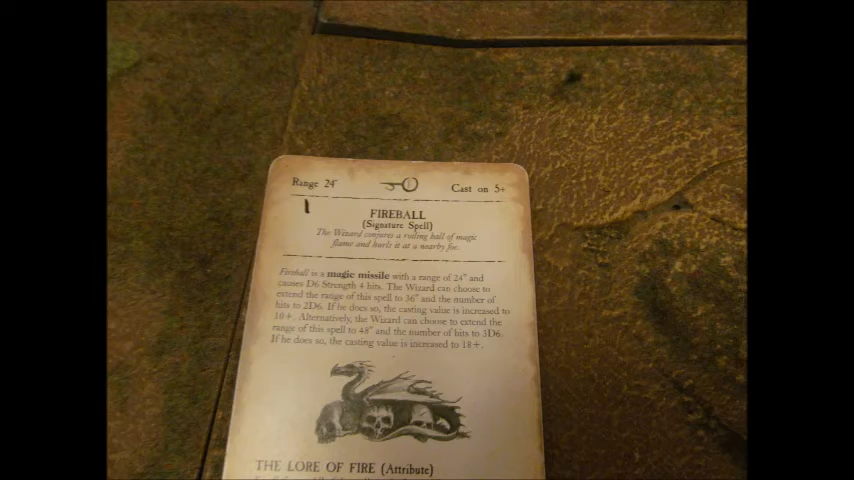 Range 24"
Cast on 5+
FIREBALL
(Signature Spell)
The Wizard conjures a roiling ball of magic
flame and hurls it at a nearby foe.
Fireball is a magic missile with a range of 24" and
causes D6 Strength 4 hits. The Wizard can choose to
extend the range of this spell to 36" and the number of
hits to 2D6. If he does so, the casting value is increased to
10+. Alternatively, the Wizard can choose to extend the
range of this spell to 48" and the number of hits to 3D6.
If he does so, the casting value is increased to 18+.
THE LORE OF FIRE (Attribute)